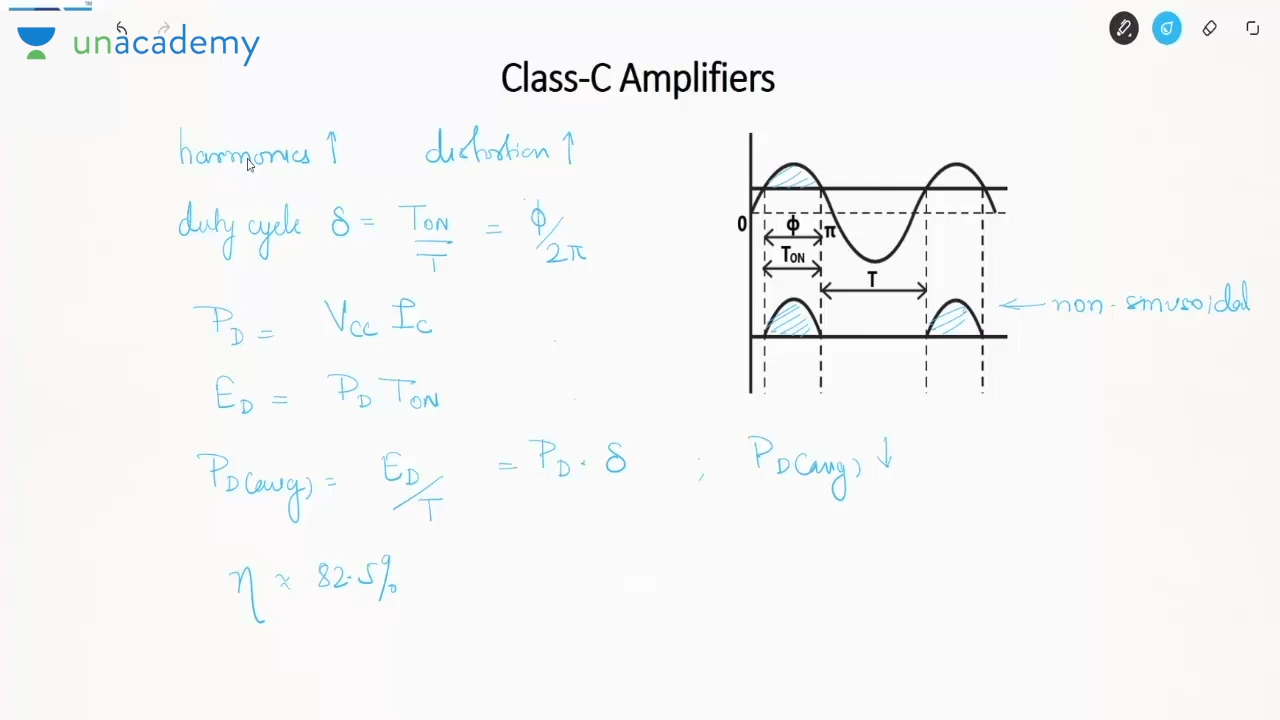 TM
unacademy
Class-C Amplifiers
harmonics ↑ distortion ↑
duty cycle δ = TON/T = ϕ/2π
PD = VCC IC
ED = PD TON
PD(avg) = ED/T = PD · δ ; PD(avg) ↓
η ≈ 82.5%
0
ϕ
π
TON
T
← non-sinusoidal